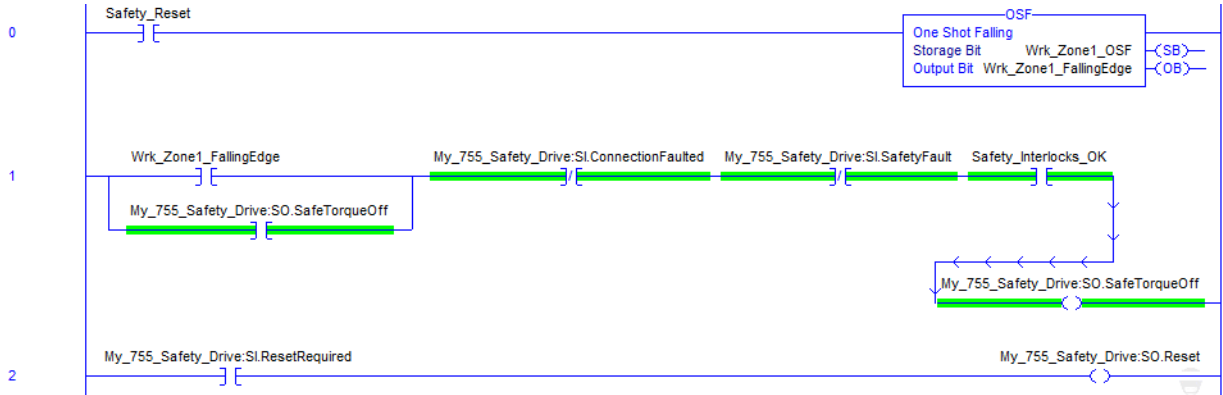 Safety_Reset
0
OSF
One Shot Falling
Storage Bit Wrk_Zone1_OSF
SB
Output Bit Wrk_Zone1_FallingEdge
OB
Wrk_Zone1_FallingEdge
My_755_Safety_Drive:SI.ConnectionFaulted
My_755_Safety_Drive:SI.SafetyFault
Safety_Interlocks_OK
1
/
/
My_755_Safety_Drive:SO.SafeTorqueOff
My_755_Safety_Drive:SO.SafeTorqueOff
My_755_Safety_Drive:SI.ResetRequired
My_755_Safety_Drive:SO.Reset
2